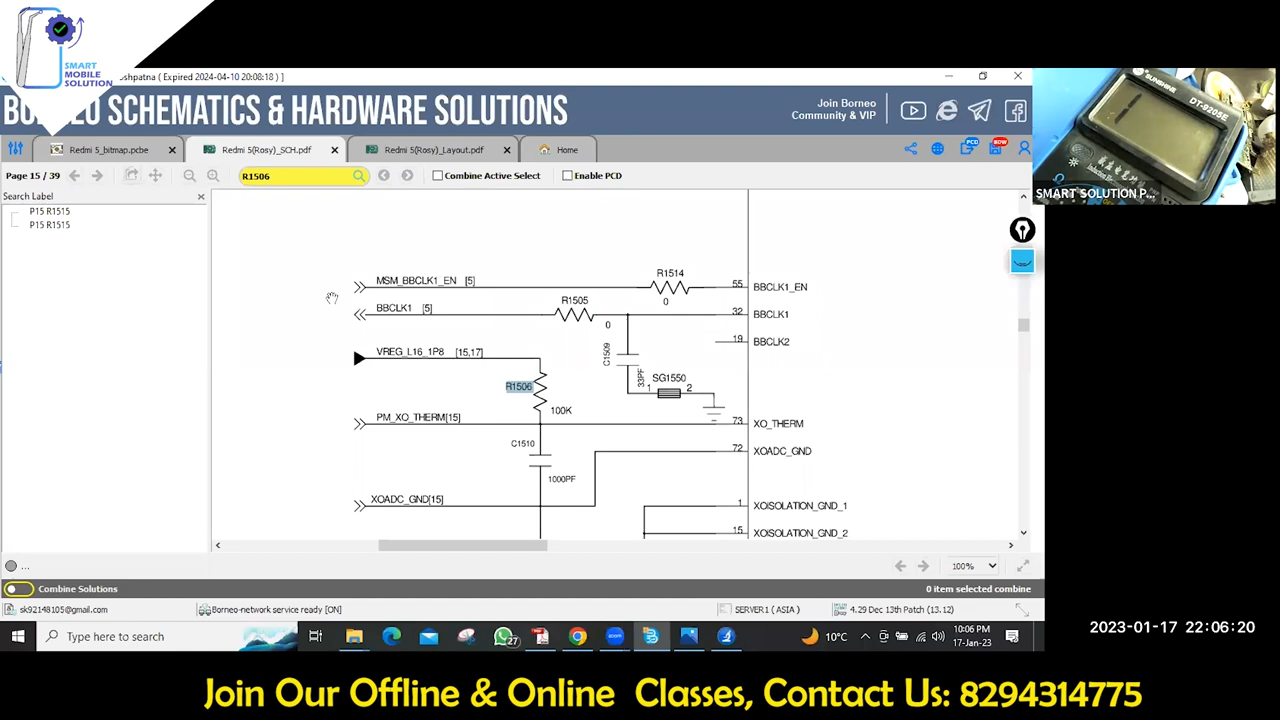 SMART
MOBILE
SOLUTION
oshpatna ( Expired 2024-04-10 20:08:18 ) ]
BORNEO SCHEMATICS & HARDWARE SOLUTIONS
Join Borneo
Community & VIP
PCD
BDW
Redmi 5_bitmap.pcbe
Redmi 5(Rosy)_SCH.pdf
Redmi 5(Rosy)_Layout.pdf
Home
Page 15 / 39
R1506
Combine Active Select
Enable PCD
Search Label
P15 R1515
P15 R1515
MSM_BBCLK1_EN [5]
R1514
0
55
BBCLK1_EN
BBCLK1 [5]
R1505
0
32
BBCLK1
19
BBCLK2
VREG_L16_1P8 [15,17]
C1509
33PF
SG1550
1
2
R1506
100K
PM_XO_THERM[15]
73
XO_THERM
C1510
1000PF
72
XOADC_GND
XOADC_GND[15]
1
XOISOLATION_GND_1
15
XOISOLATION_GND_2
...
100%
Combine Solutions
0 item selected combine
sk92148105@gmail.com
Borneo-network service ready [ON]
SERVER1 ( ASIA )
4.29 Dec 13th Patch (13.12)
Type here to search
27
10°C
10:06 PM
17-Jan-23
SUNSHINE
DT-9205E
SMART SOLUTION P...
2023-01-17 22:06:20
Join Our Offline & Online Classes, Contact Us: 8294314775